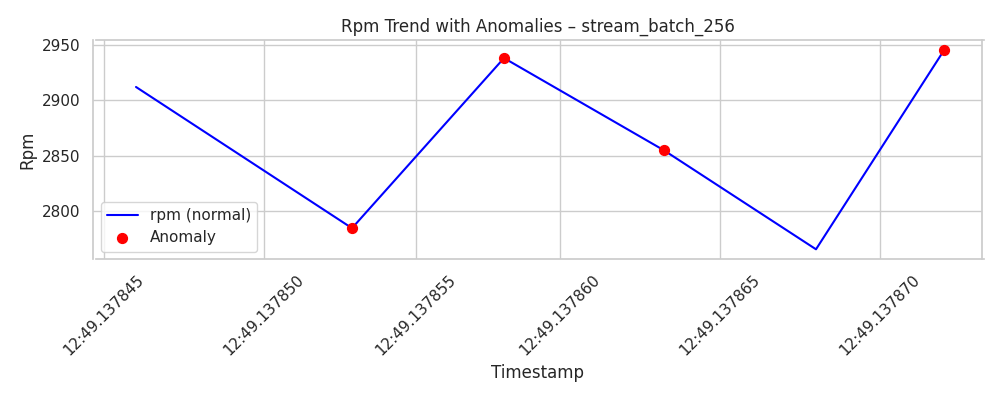 Rpm Trend with Anomalies – stream_batch_256
2950
2900
2850
2800
Rpm
rpm (normal)
Anomaly
12:49.137845
12:49.137850
12:49.137855
12:49.137860
12:49.137865
12:49.137870
Timestamp